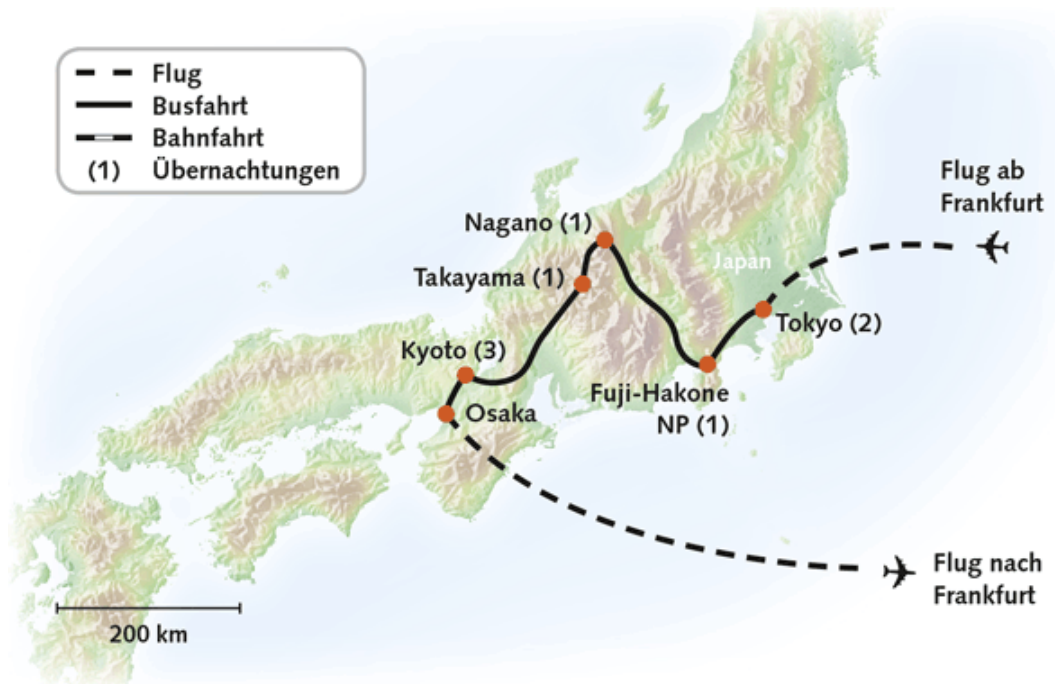 Flug
Busfahrt
Bahnfahrt
(1) Übernachtungen
Flug ab
Frankfurt
Nagano (1)
Japan
Takayama (1)
Tokyo (2)
Kyoto (3)
Fuji-Hakone
NP (1)
Osaka
Flug nach
Frankfurt
200 km